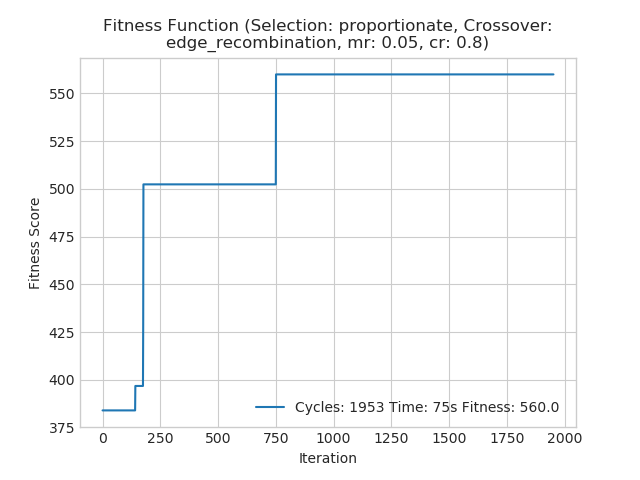 Fitness Function (Selection: proportionate, Crossover:
edge_recombination, mr: 0.05, cr: 0.8)
Fitness Score
550
525
500
475
450
425
400
375
Cycles: 1953 Time: 75s Fitness: 560.0
0 250 500 750 1000 1250 1500 1750 2000
Iteration